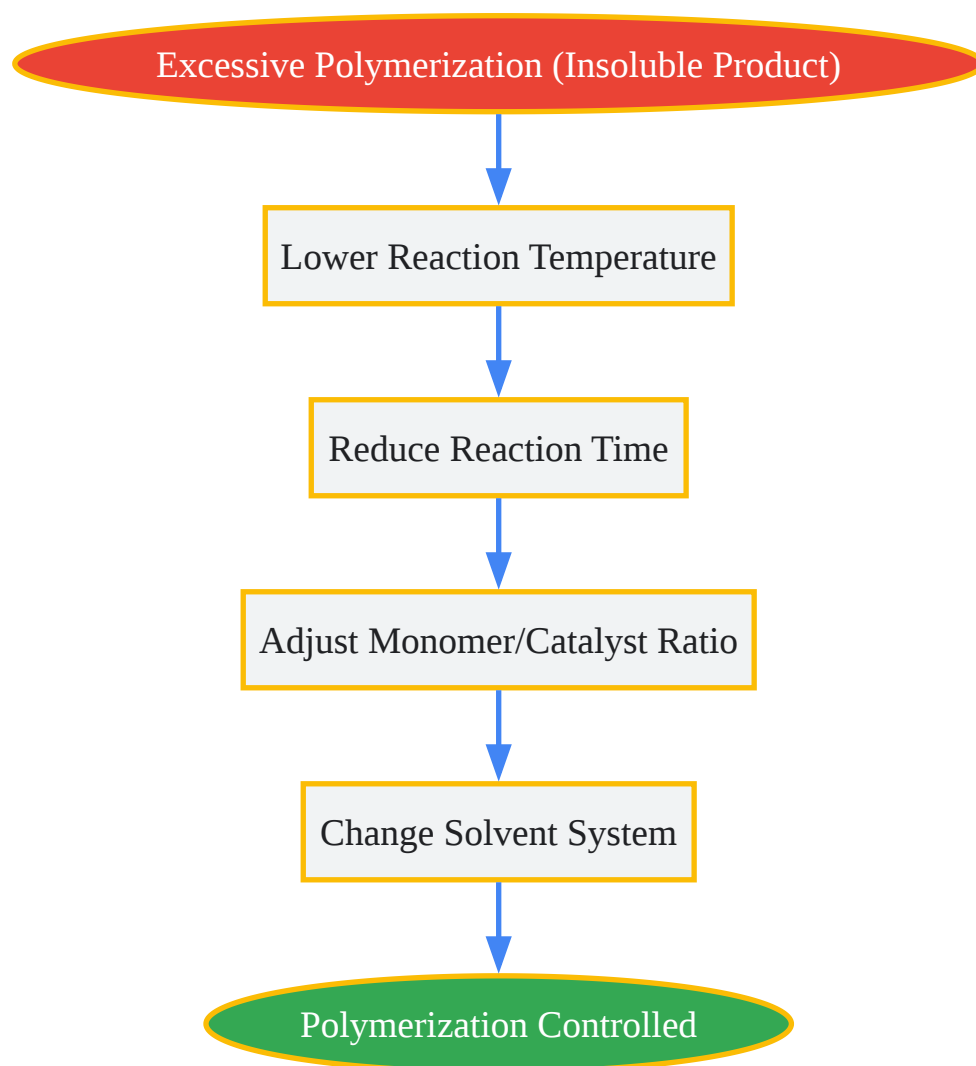 Excessive Polymerization (Insoluble Product)
Lower Reaction Temperature
Reduce Reaction Time
Adjust Monomer/Catalyst Ratio
Change Solvent System
Polymerization Controlled